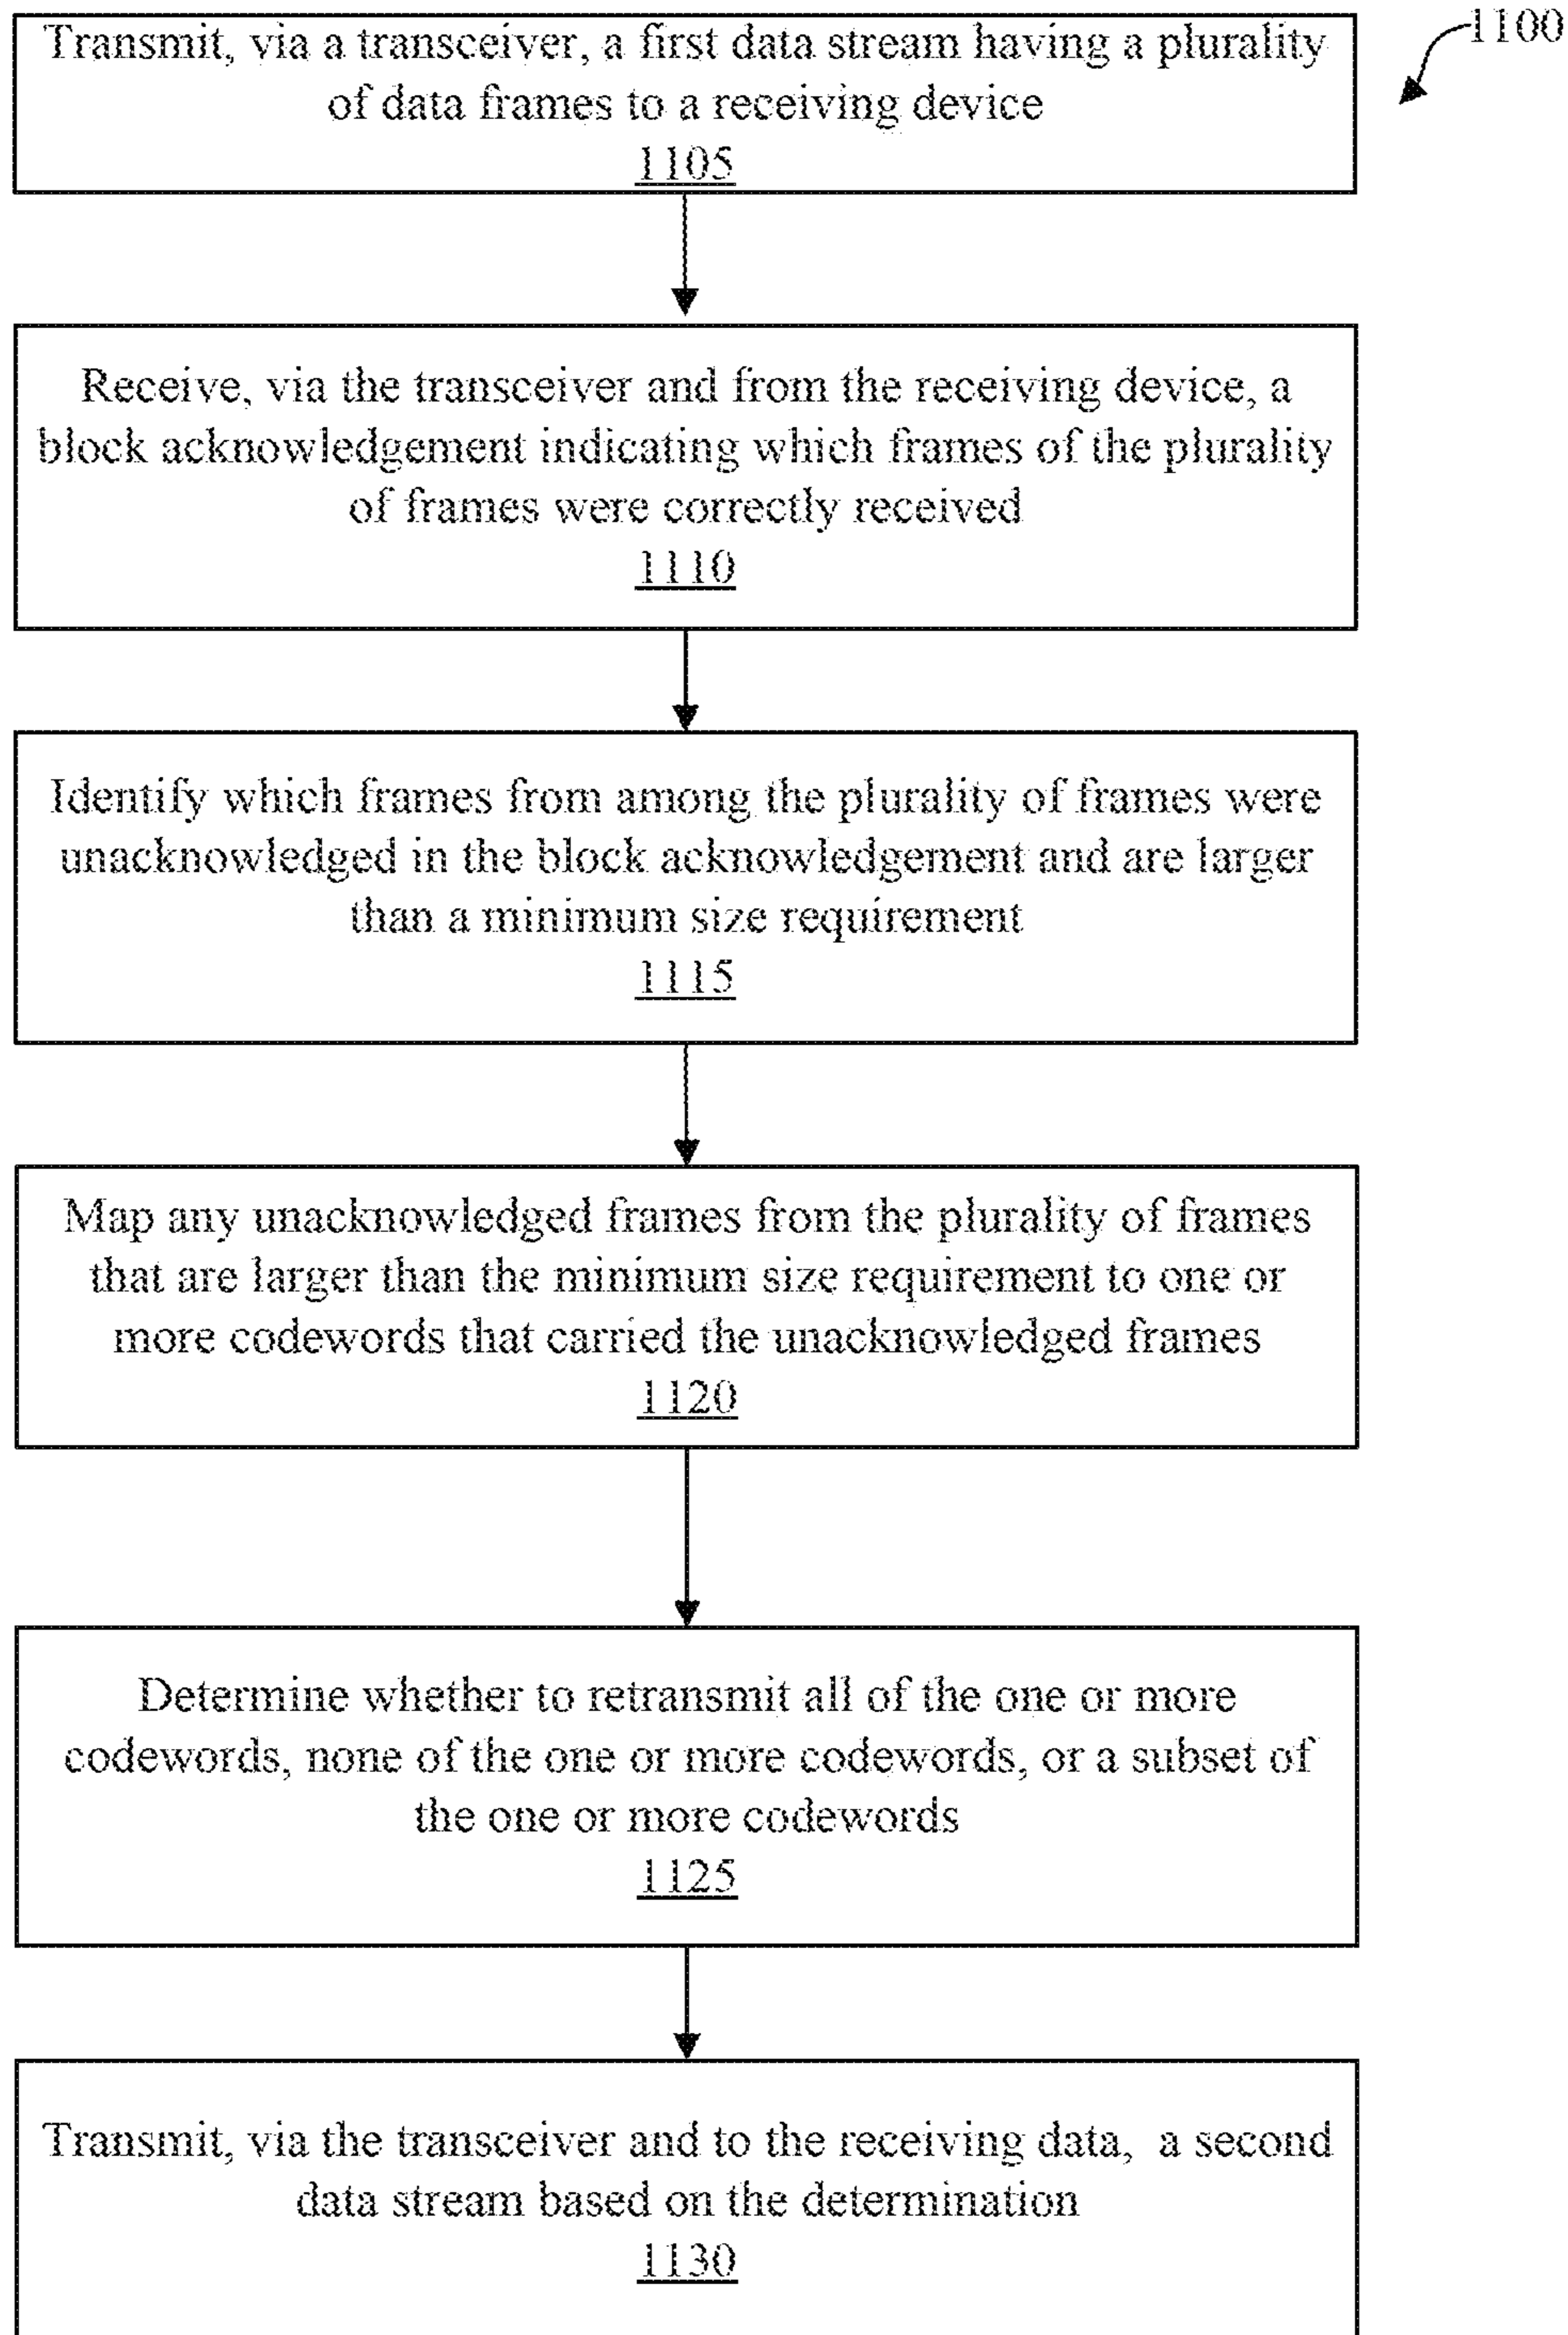 1100
Transmit, via a transceiver, a first data stream having a plurality
of data frames to a receiving device
1105
Receive, via the transceiver and from the receiving device, a
block acknowledgement indicating which frames of the plurality
of frames were correctly received
1110
Identify which frames from among the plurality of frames were
unacknowledged in the block acknowledgement and are larger
than a minimum size requirement
1115
Map any unacknowledged frames from the plurality of frames
that are larger than the minimum size requirement to one or
more codewords that carried the unacknowledged frames
1120
Determine whether to retransmit all of the one or more
codewords, none of the one or more codewords, or a subset of
the one or more codewords
1125
Transmit, via the transceiver and to the receiving data, a second
data stream based on the determination
1130